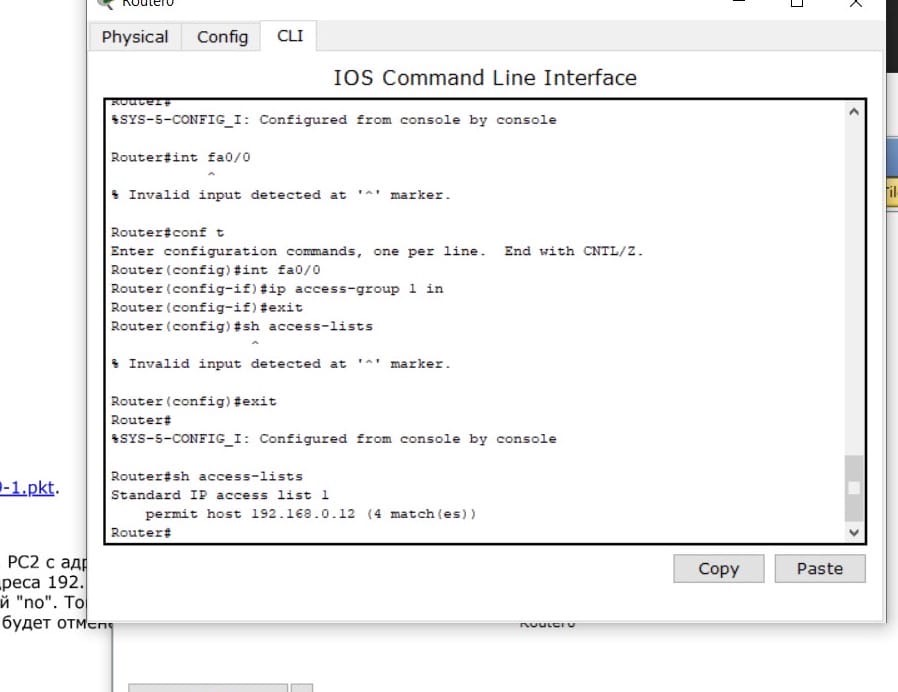 Router0
Physical
Config
CLI
IOS Command Line Interface
Router#
%SYS-5-CONFIG_I: Configured from console by console
Router#int fa0/0
^
% Invalid input detected at '^' marker.
Router#conf t
Enter configuration commands, one per line.  End with CNTL/Z.
Router(config)#int fa0/0
Router(config-if)#ip access-group 1 in
Router(config-if)#exit
Router(config)#sh access-lists
^
% Invalid input detected at '^' marker.
Router(config)#exit
Router#
%SYS-5-CONFIG_I: Configured from console by console
Router#sh access-lists
Standard IP access list 1
permit host 192.168.0.12 (4 match(es))
Router#
Copy
Paste
-1.pkt.
PC2 с адр
реса 192.
й "no". То
будет отмен
Router0